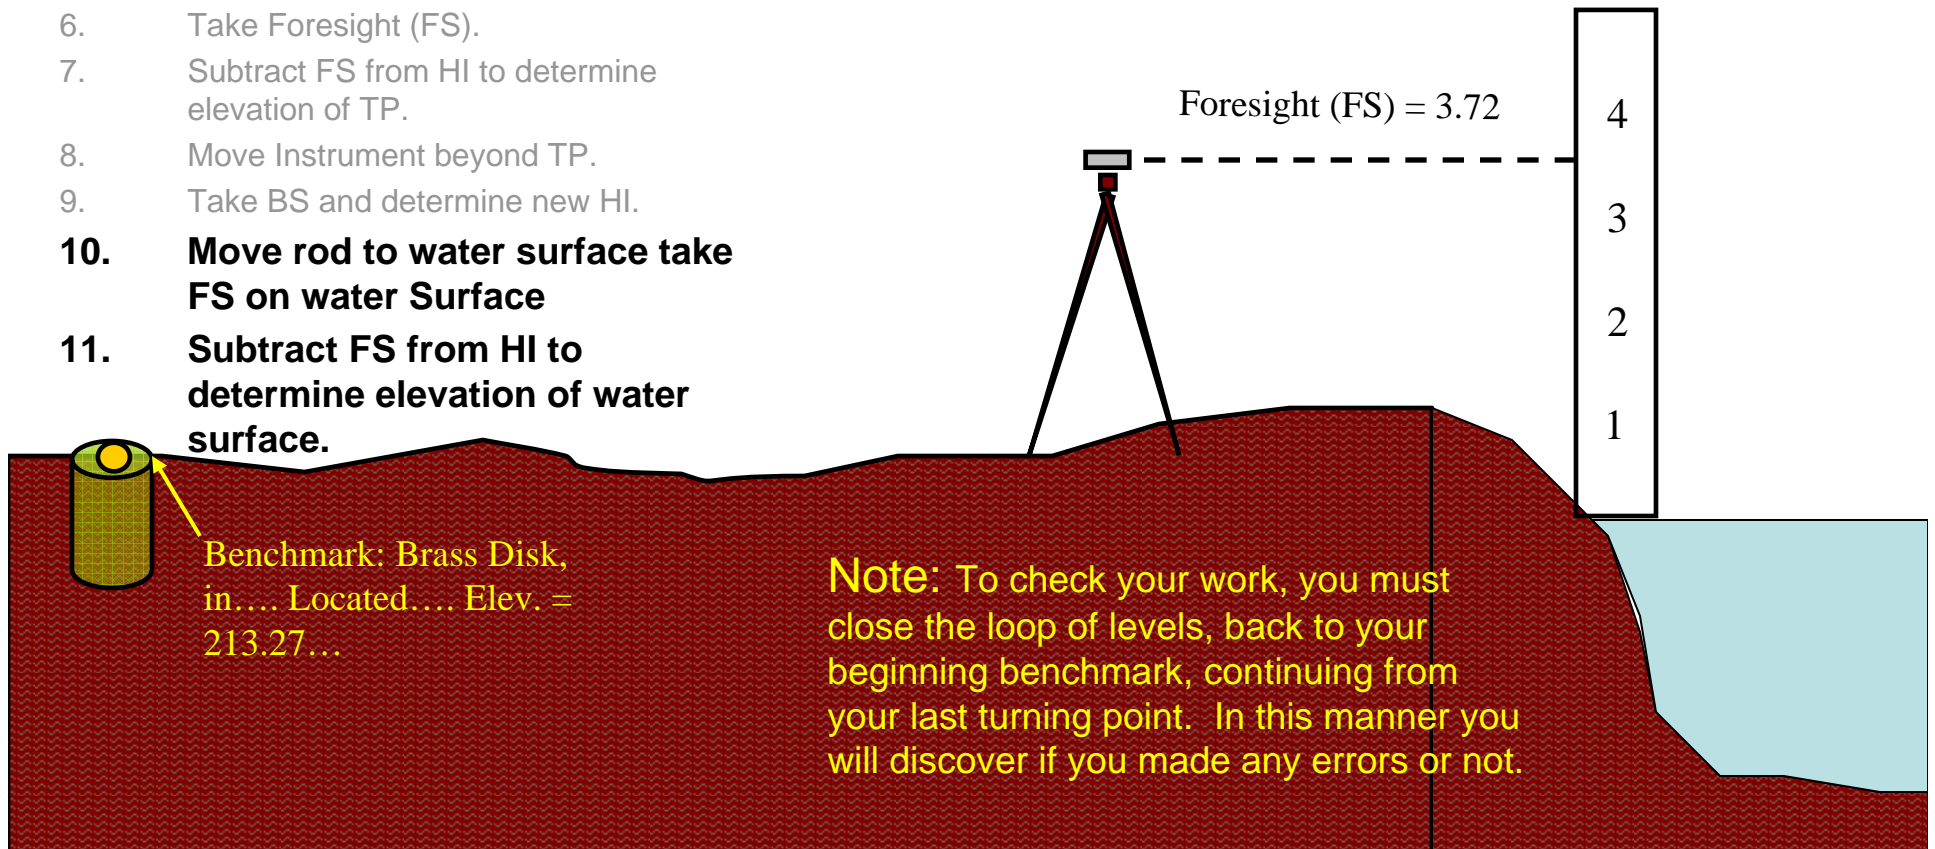 6. Take Foresight (FS).
7. Subtract FS from HI to determine
elevation of TP.
8. Move Instrument beyond TP.
9. Take BS and determine new HI.
10. Move rod to water surface take
FS on water Surface
11. Subtract FS from HI to
determine elevation of water
surface.
Foresight (FS) = 3.72
4
3
2
1
Benchmark: Brass Disk,
in…. Located…. Elev. =
213.27…
Note: To check your work, you must
close the loop of levels, back to your
beginning benchmark, continuing from
your last turning point. In this manner you
will discover if you made any errors or not.